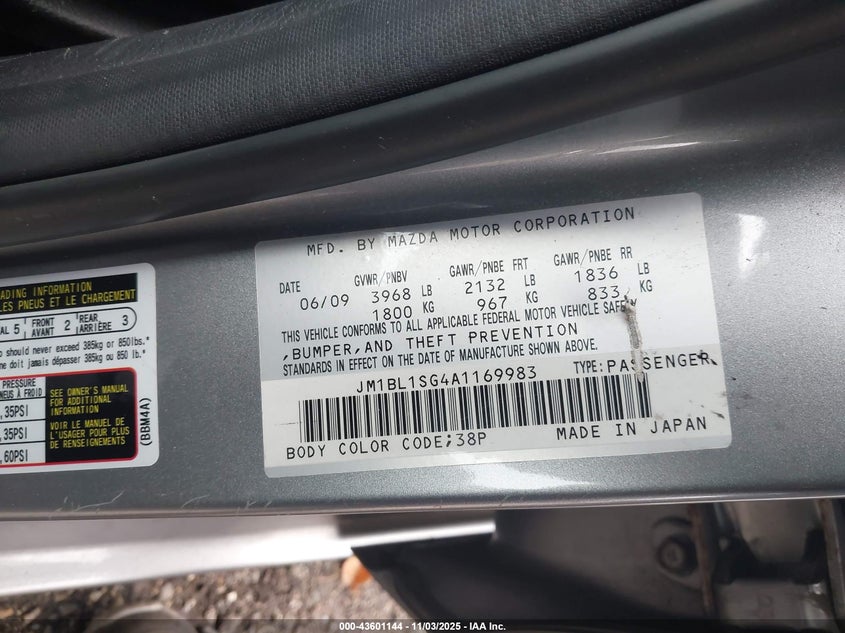 MFD. BY MAZDA MOTOR CORPORATION
DATE GVWR/PNBV GAWR/PNBE FRT GAWR/PNBE RR
06/09 3968 LB 2132 LB 1836 LB
1800 KG 967 KG 833 KG
THIS VEHICLE CONFORMS TO ALL APPLICABLE FEDERAL MOTOR VEHICLE SAFETY
,BUMPER,AND THEFT PREVENTION
STANDARDS IN EFFECT ON THE DATE OF MANUFACTURE SHOWN ABOVE.
JM1BL1SG4A1169983 TYPE:PASSENGER
BODY COLOR CODE;38P MADE IN JAPAN
ADING INFORMATION
LES PNEUS ET LE CHARGEMENT
AL 5 FRONT AVANT 2 REAR ARRIÈRE 3
o should never exceed 385kg or 850lbs."
ne doit jamais dépasser 385kg ou 850 lb."
PRESSURE
NEUS À FROID
, 35PSI
, 35PSI
, 60PSI
SEE OWNER'S MANUAL
FOR ADDITIONAL
INFORMATION
VOIR LE MANUEL DE
L'USAGER POUR PLUS
DE RENSEIGNEMENTS
(BBM4A)
000-43601144 - 11/03/2025 - IAA Inc.